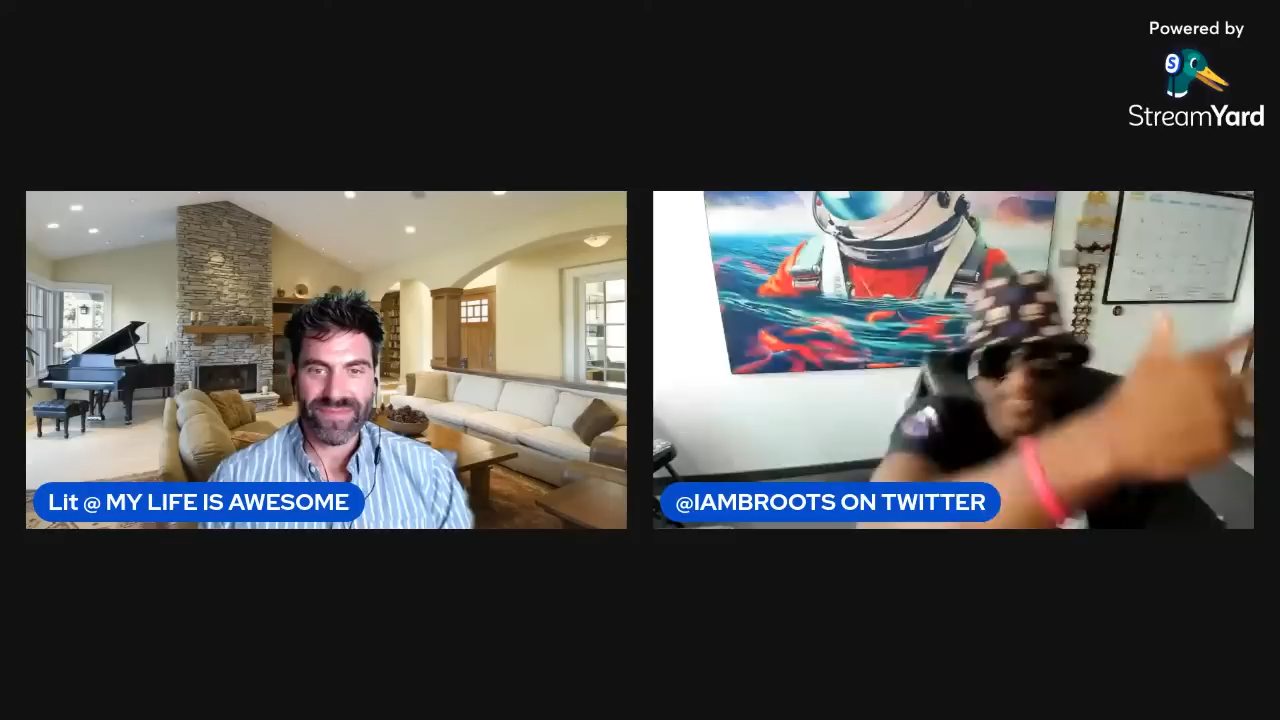 Powered by
S
StreamYard
Lit @ MY LIFE IS AWESOME
@IAMBROOTS ON TWITTER